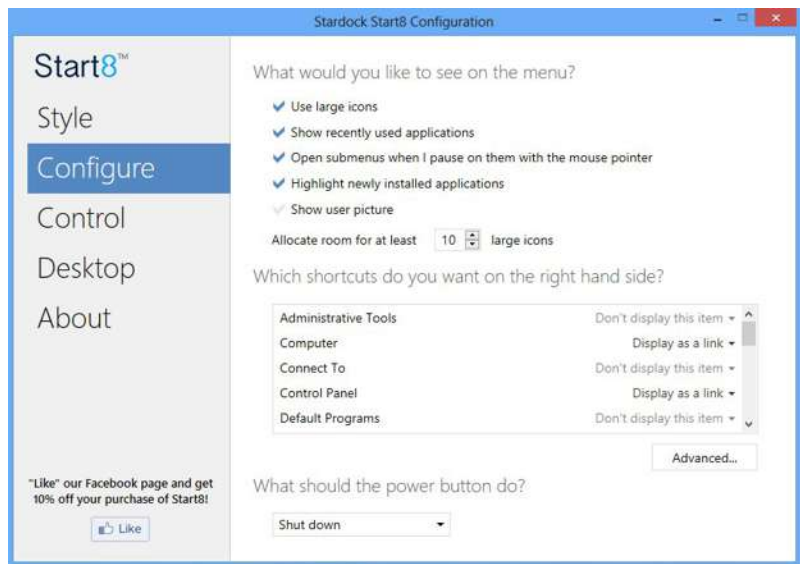 Stardock Start8 Configuration
Start8™
Style
Configure
Control
Desktop
About
"Like" our Facebook page and get
10% off your purchase of Start8!
Like
What would you like to see on the menu?
Use large icons
Show recently used applications
Open submenus when I pause on them with the mouse pointer
Highlight newly installed applications
Show user picture
Allocate room for at least 10 large icons
Which shortcuts do you want on the right hand side?
Administrative Tools Don't display this item
Computer Display as a link
Connect To Don't display this item
Control Panel Display as a link
Default Programs Don't display this item
Advanced...
What should the power button do?
Shut down